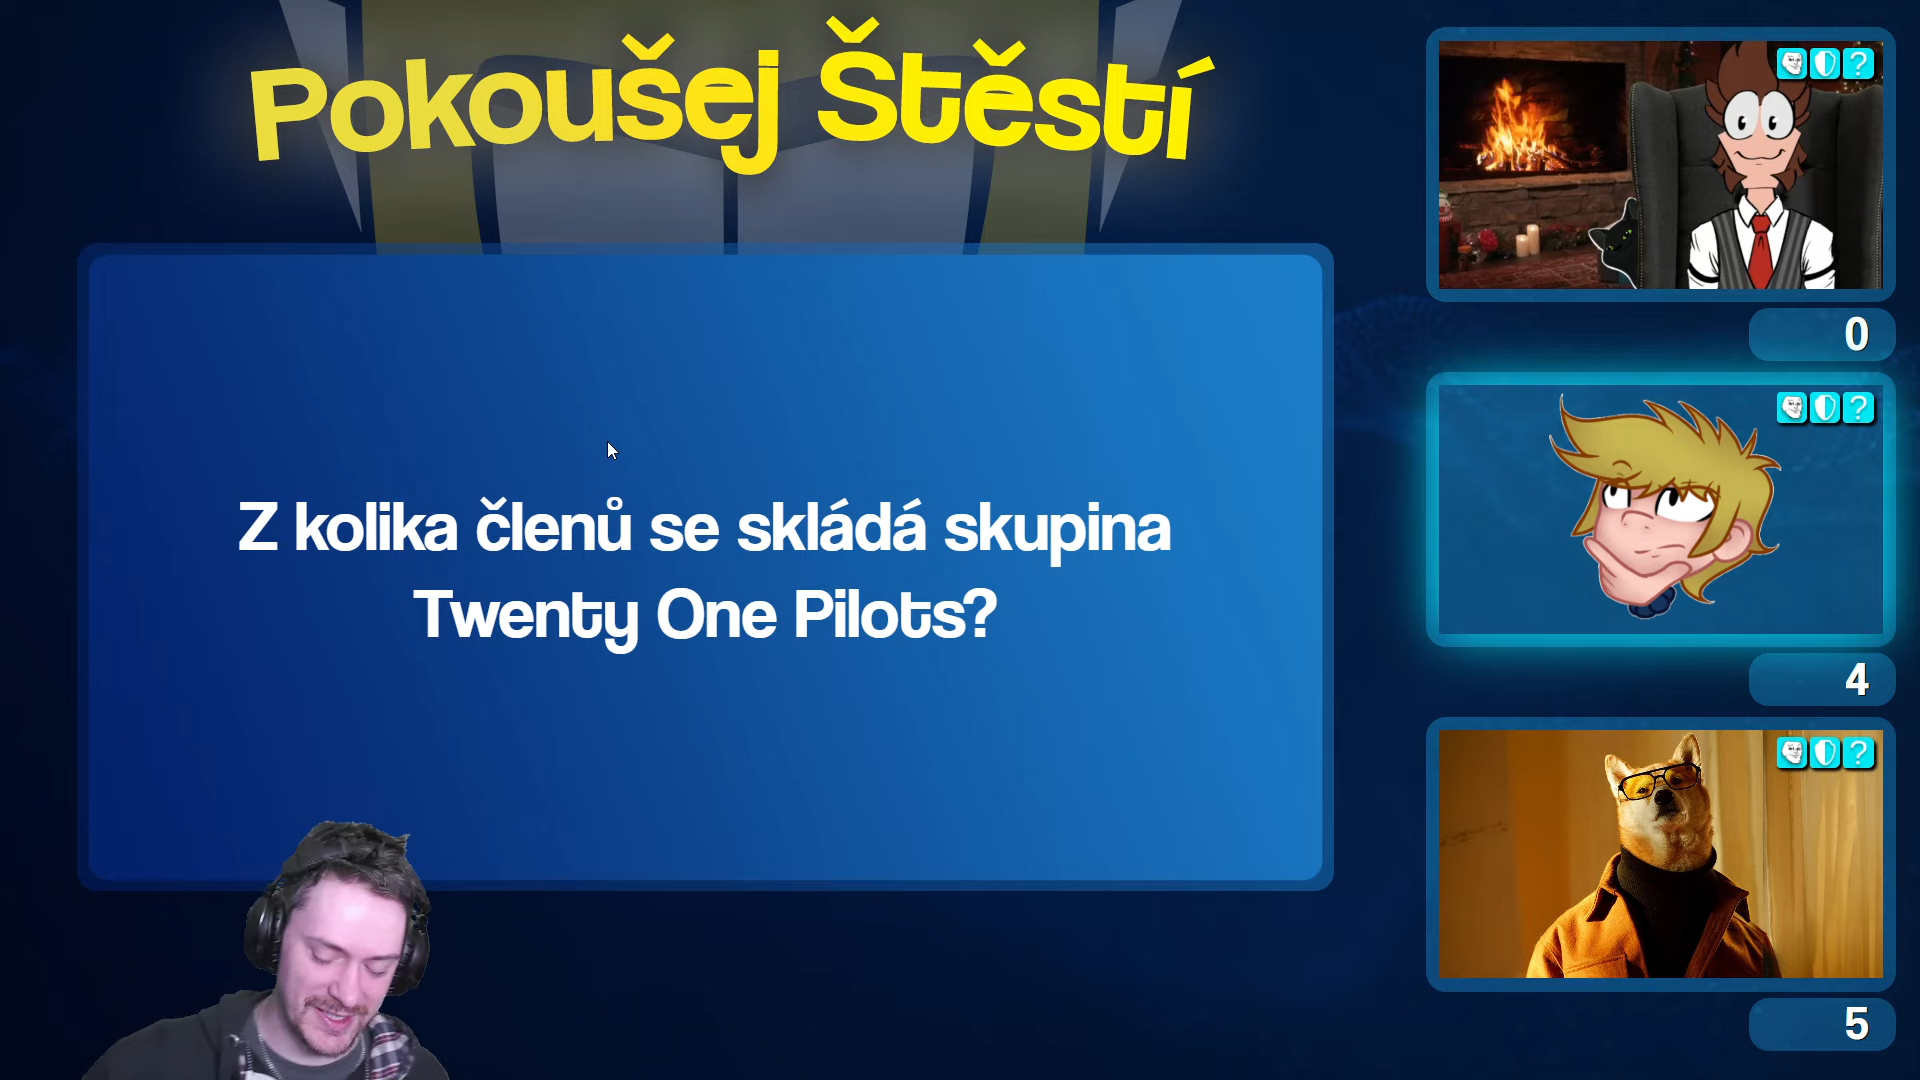 Pokoušej Štěstí
Z kolika členů se skládá skupina
Twenty One Pilots?
?
0
?
4
?
5